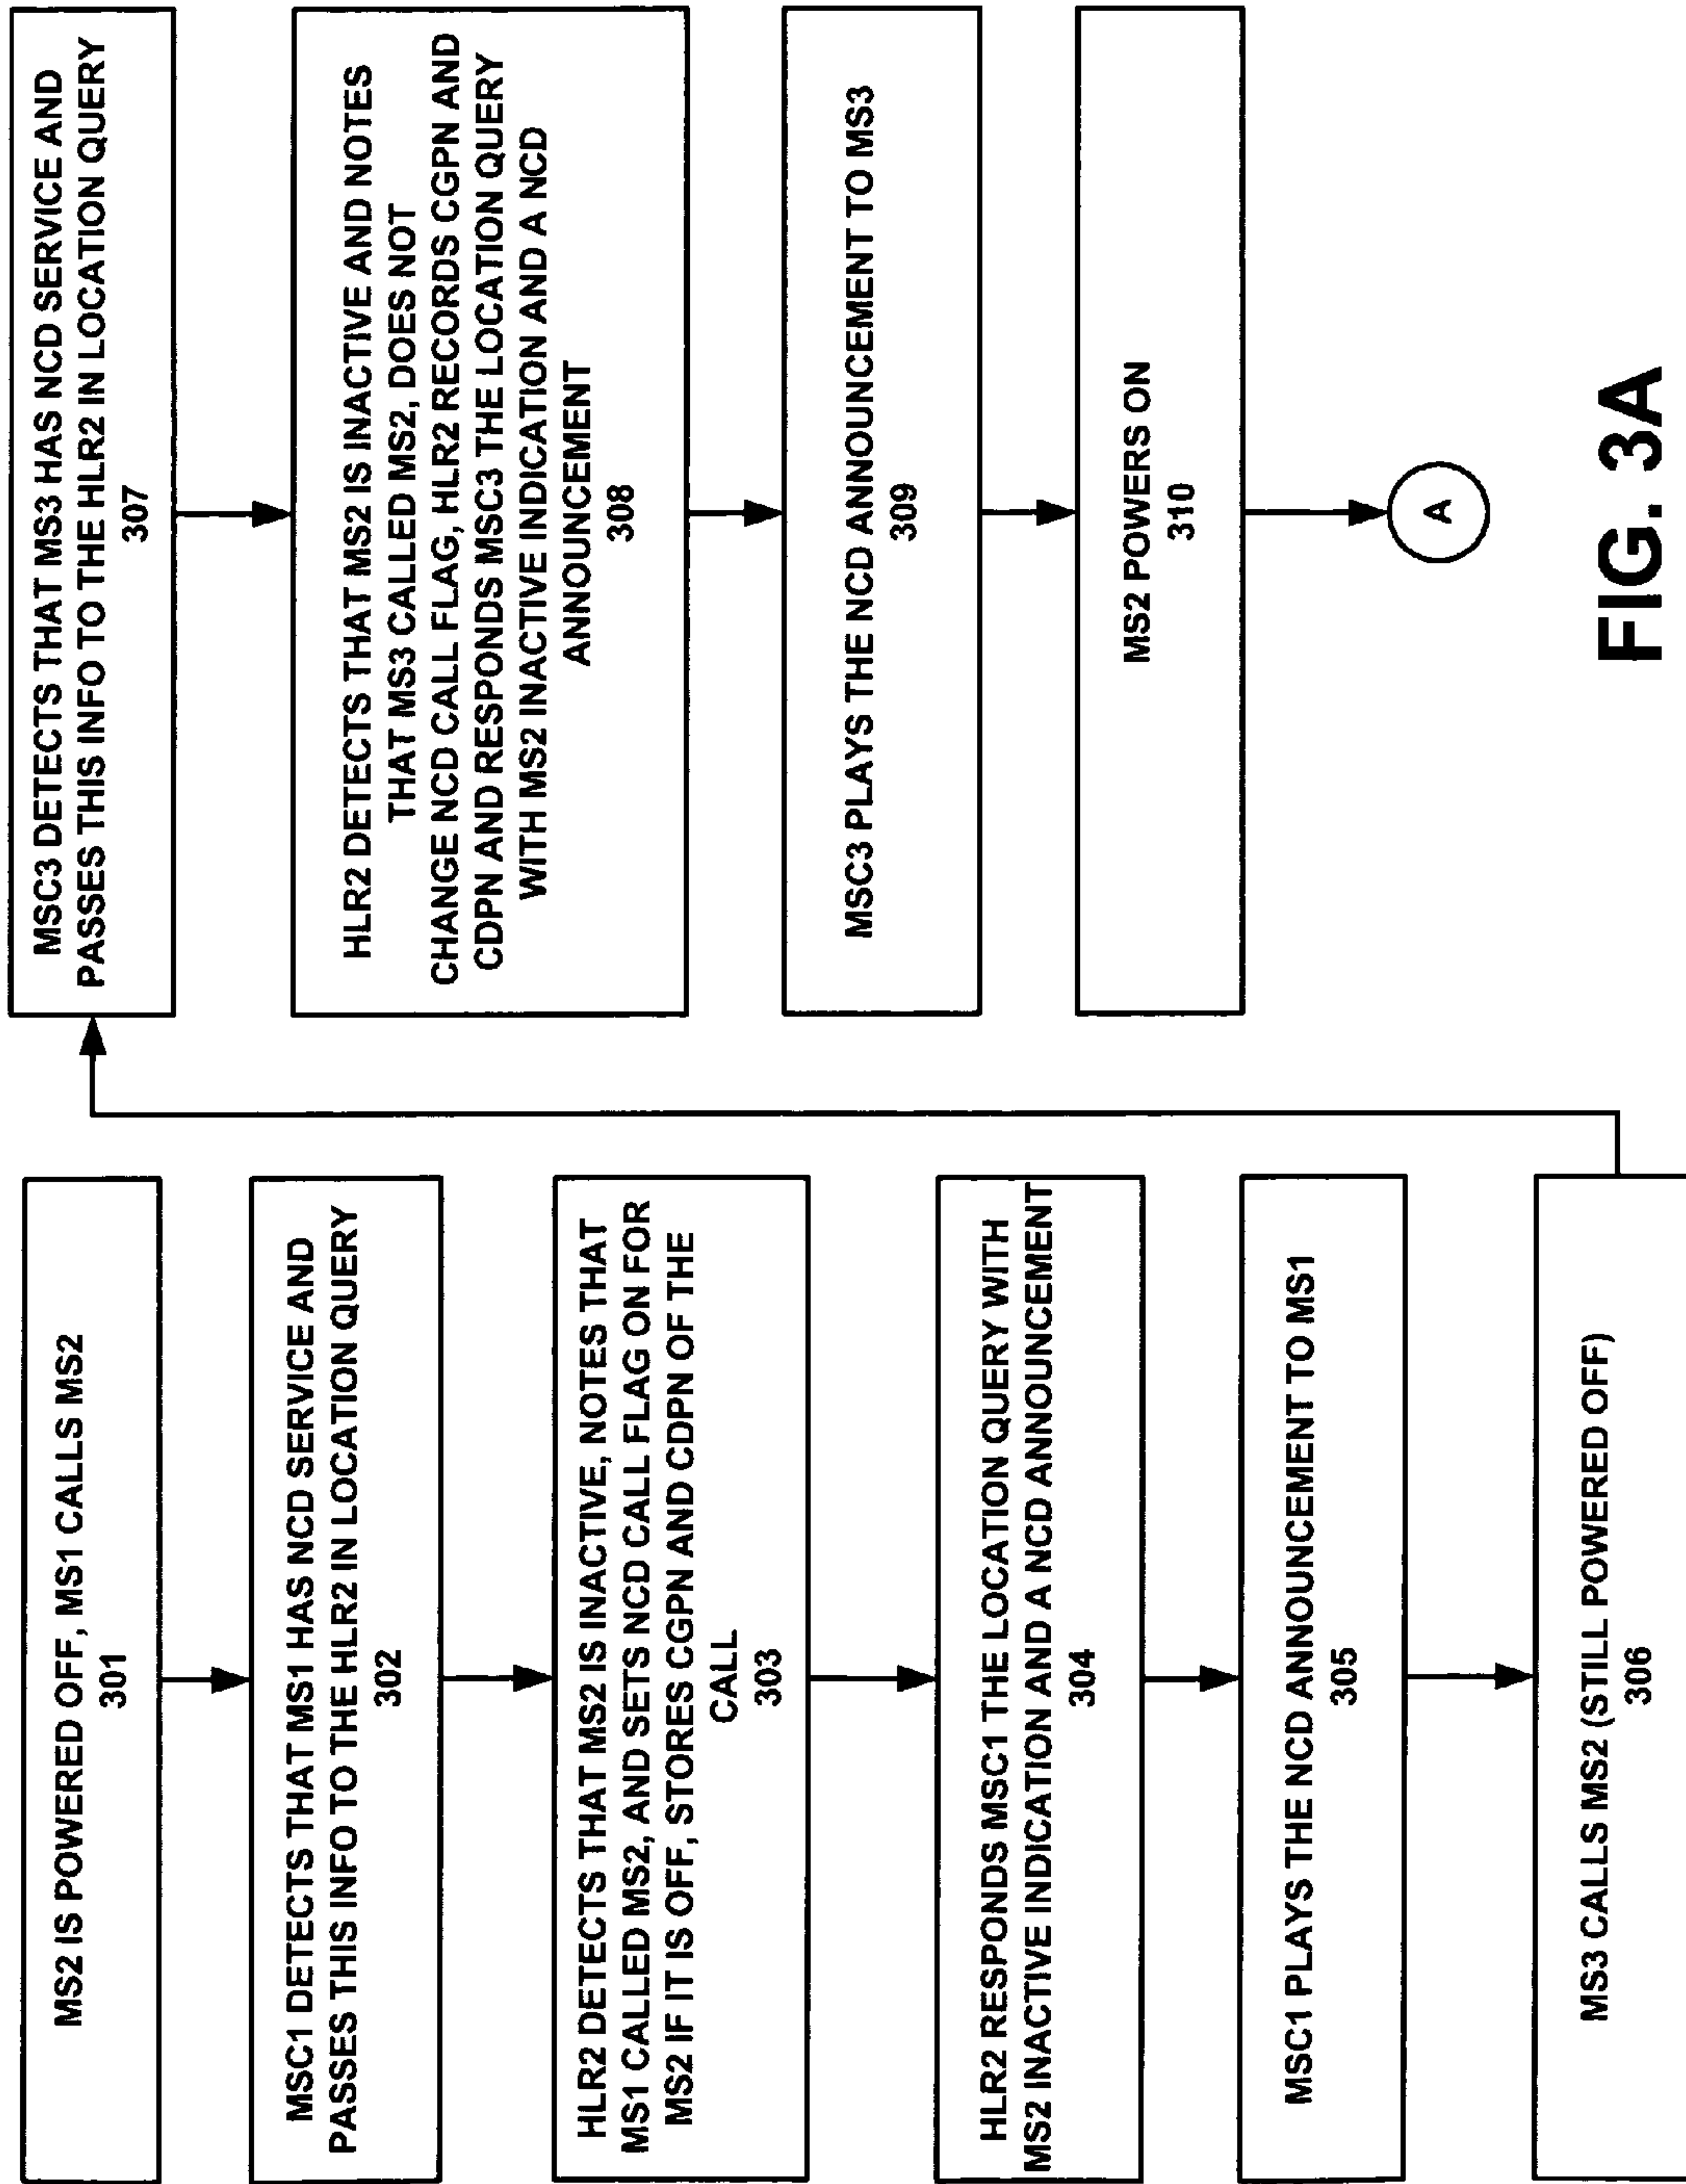 MS2 IS POWERED OFF, MS1 CALLS MS2
301
MSC1 DETECTS THAT MS1 HAS NCD SERVICE AND
PASSES THIS INFO TO THE HLR2 IN LOCATION QUERY
302
HLR2 DETECTS THAT MS2 IS INACTIVE, NOTES THAT
MS1 CALLED MS2, AND SETS NCD CALL FLAG ON FOR
MS2 IF IT IS OFF, STORES CGPN AND CDPN OF THE
CALL
303
HLR2 RESPONDS MSC1 THE LOCATION QUERY WITH
MS2 INACTIVE INDICATION AND A NCD ANNOUNCEMENT
304
MSC1 PLAYS THE NCD ANNOUNCEMENT TO MS1
305
MS3 CALLS MS2 (STILL POWERED OFF)
306
MSC3 DETECTS THAT MS3 HAS NCD SERVICE AND
PASSES THIS INFO TO THE HLR2 IN LOCATION QUERY
307
HLR2 DETECTS THAT MS2 IS INACTIVE AND NOTES
THAT MS3 CALLED MS2, DOES NOT
CHANGE NCD CALL FLAG, HLR2 RECORDS CGPN AND
CDPN AND RESPONDS MSC3 THE LOCATION QUERY
WITH MS2 INACTIVE INDICATION AND A NCD
ANNOUNCEMENT
308
MSC3 PLAYS THE NCD ANNOUNCEMENT TO MS3
309
MS2 POWERS ON
310
A
FIG. 3A